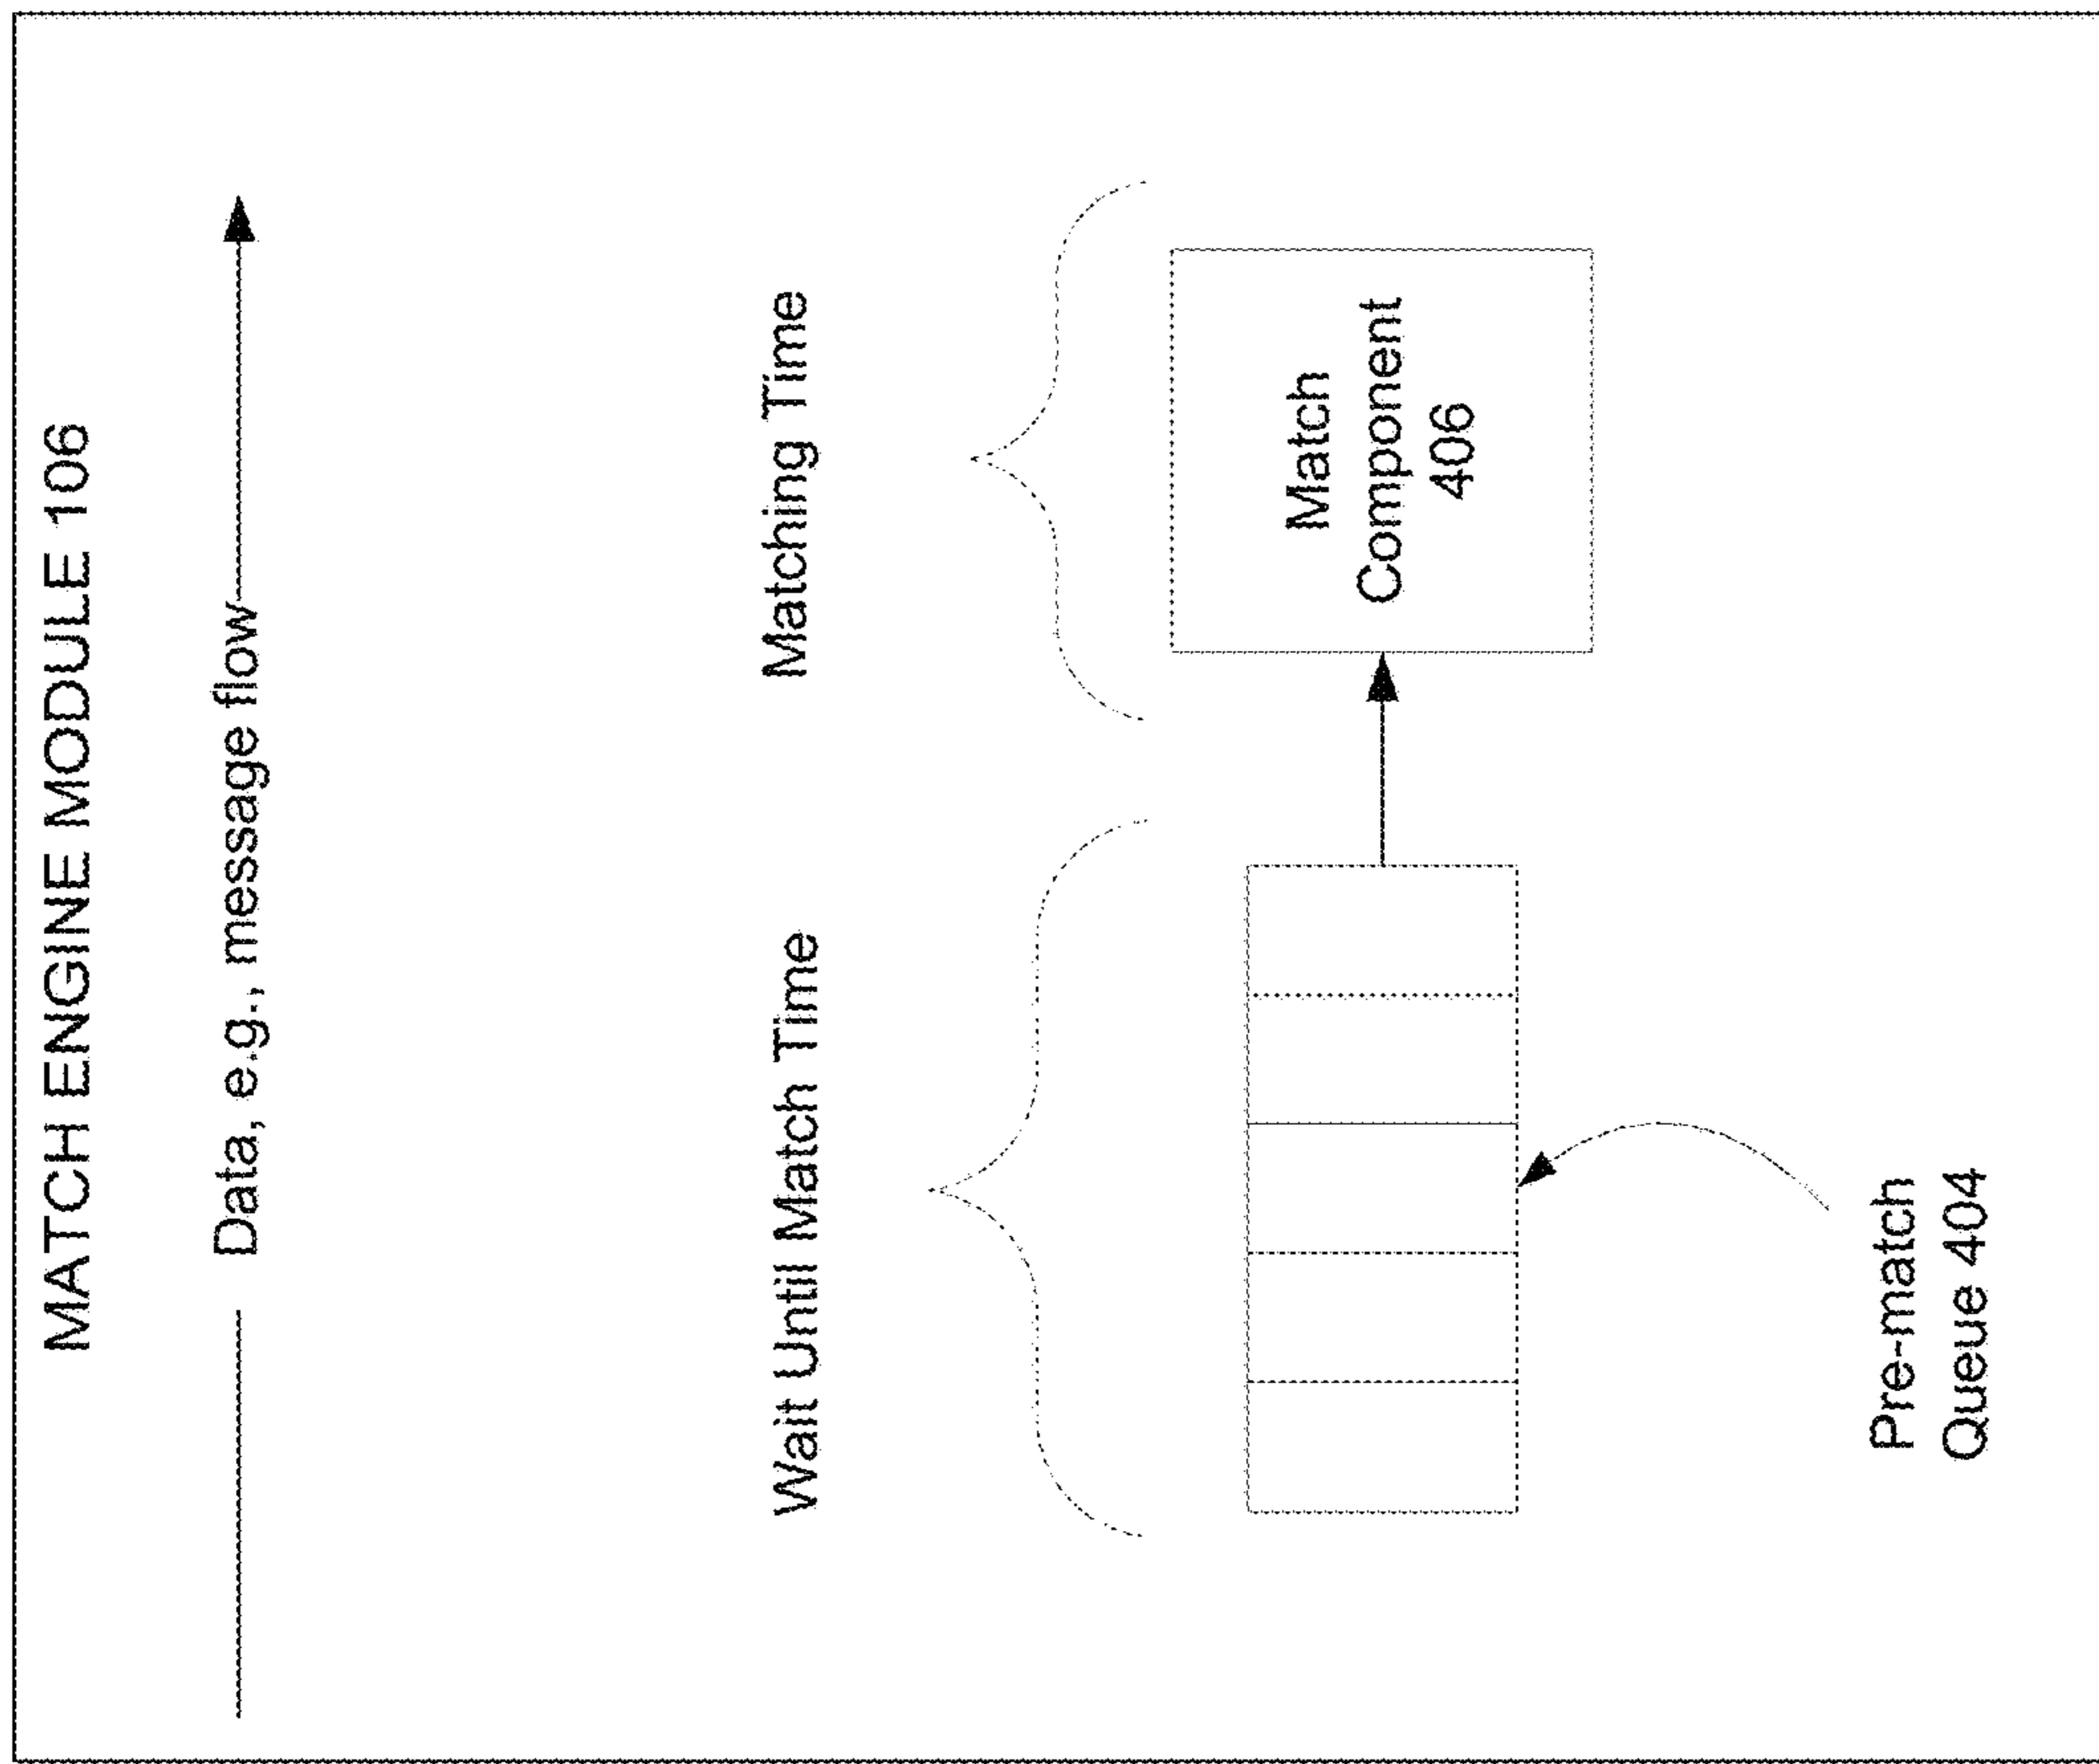 MATCH ENGINE MODULE 106
Data, e.g., message flow
Wait Until Match Time
Matching Time
Match
Component
406
Pre-match
Queue 404